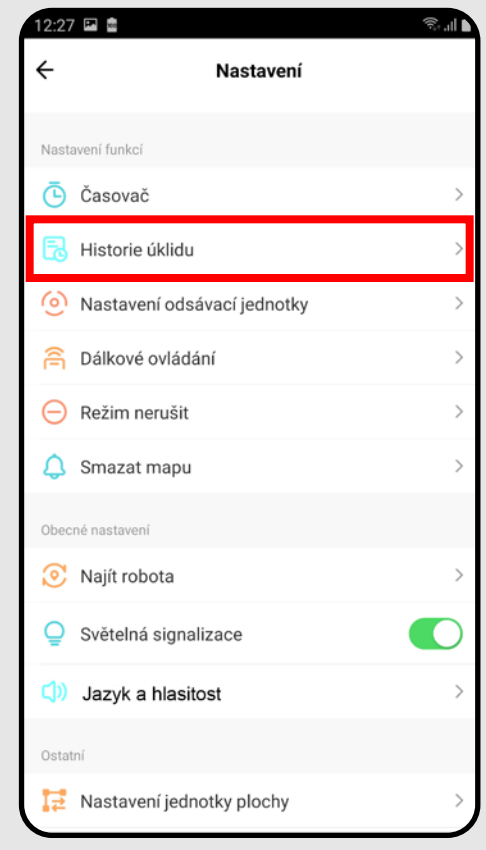 12:27
Nastavení
Nastavení funkcí
Časovač
Historie úklidu
Nastavení odsávací jednotky
Dálkové ovládání
Režim nerušit
Smazat mapu
Obecné nastavení
Najít robota
Světelná signalizace
Jazyk a hlasitost
Ostatní
Nastavení jednotky plochy